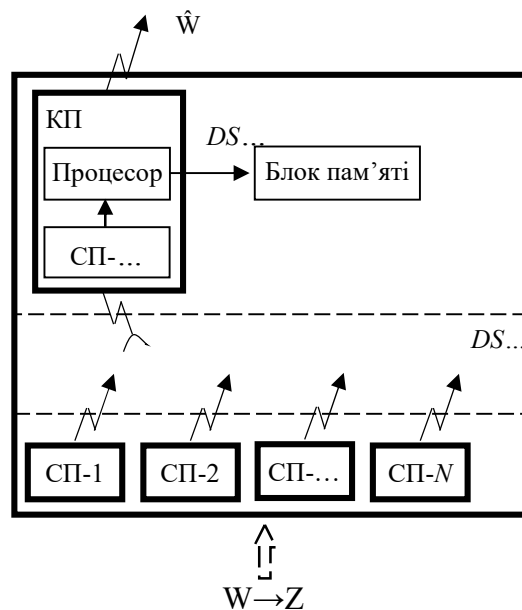 Ŵ
КП
DS…
Процесор
Блок пам’яті
СП-…
DS…
СП-1
СП-2
СП-…
СП-N
W→Z